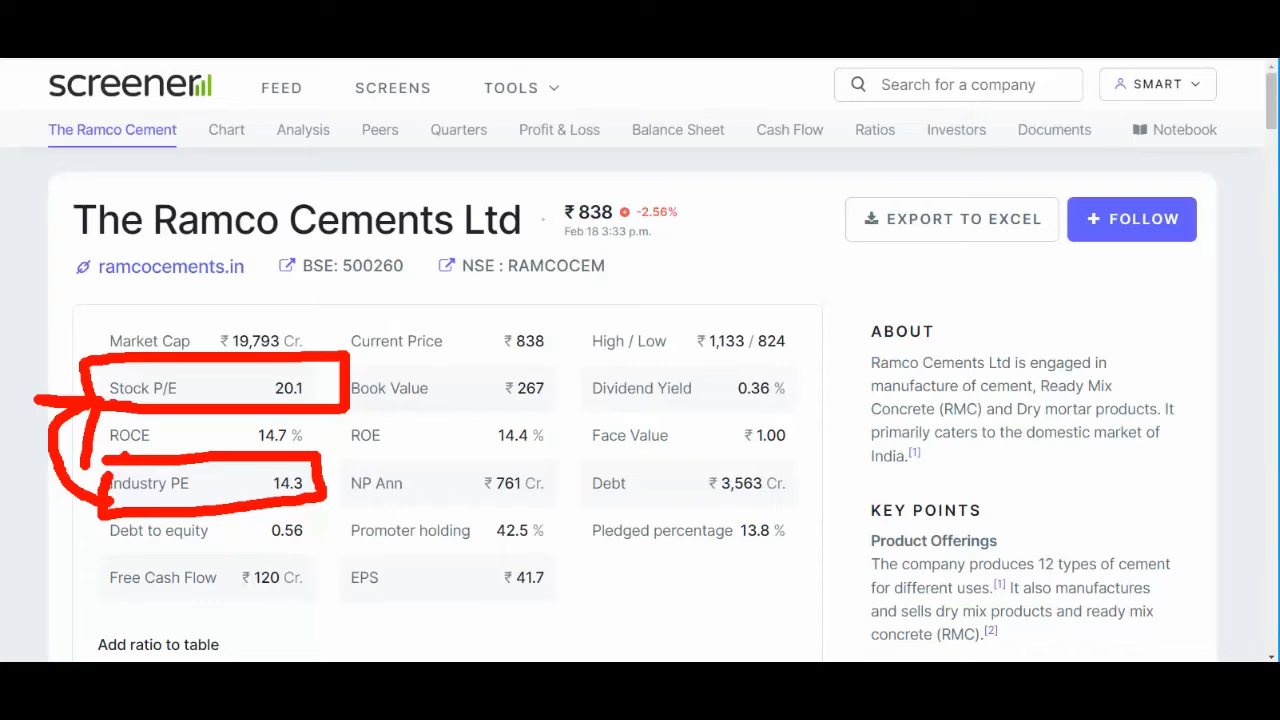 screener FEED SCREENS TOOLS Search for a company SMART
The Ramco Cement Chart Analysis Peers Quarters Profit & Loss Balance Sheet Cash Flow Ratios Investors Documents Notebook
The Ramco Cements Ltd ₹ 838 -2.56%
Feb 18 3:33 p.m.
EXPORT TO EXCEL + FOLLOW
ramcocements.in BSE: 500260 NSE : RAMCOCEM
Market Cap ₹ 19,793 Cr. Current Price ₹ 838 High / Low ₹ 1,133 / 824
Stock P/E 20.1 Book Value ₹ 267 Dividend Yield 0.36 %
ROCE 14.7 % ROE 14.4 % Face Value ₹ 1.00
Industry PE 14.3 NP Ann ₹ 761 Cr. Debt ₹ 3,563 Cr.
Debt to equity 0.56 Promoter holding 42.5 % Pledged percentage 13.8 %
Free Cash Flow ₹ 120 Cr. EPS ₹ 41.7
Add ratio to table
ABOUT
Ramco Cements Ltd is engaged in
manufacture of cement, Ready Mix
Concrete (RMC) and Dry mortar products. It
primarily caters to the domestic market of
India.[1]
KEY POINTS
Product Offerings
The company produces 12 types of cement
for different uses.[1] It also manufactures
and sells dry mix products and ready mix
concrete (RMC).[2]